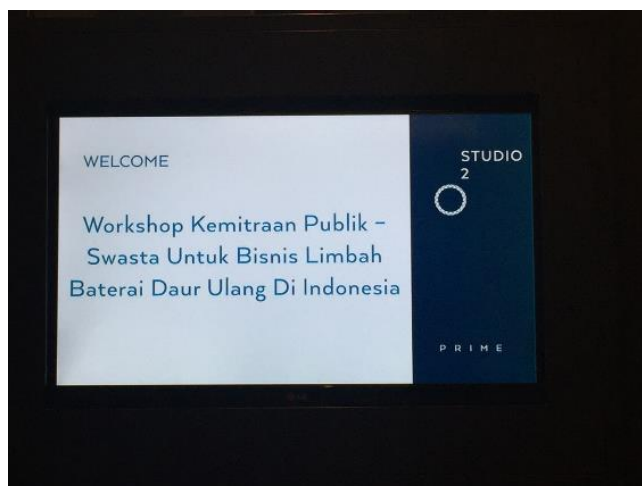 WELCOME
Workshop Kemitraan Publik –
Swasta Untuk Bisnis Limbah
Baterai Daur Ulang Di Indonesia
STUDIO
2
PRIME